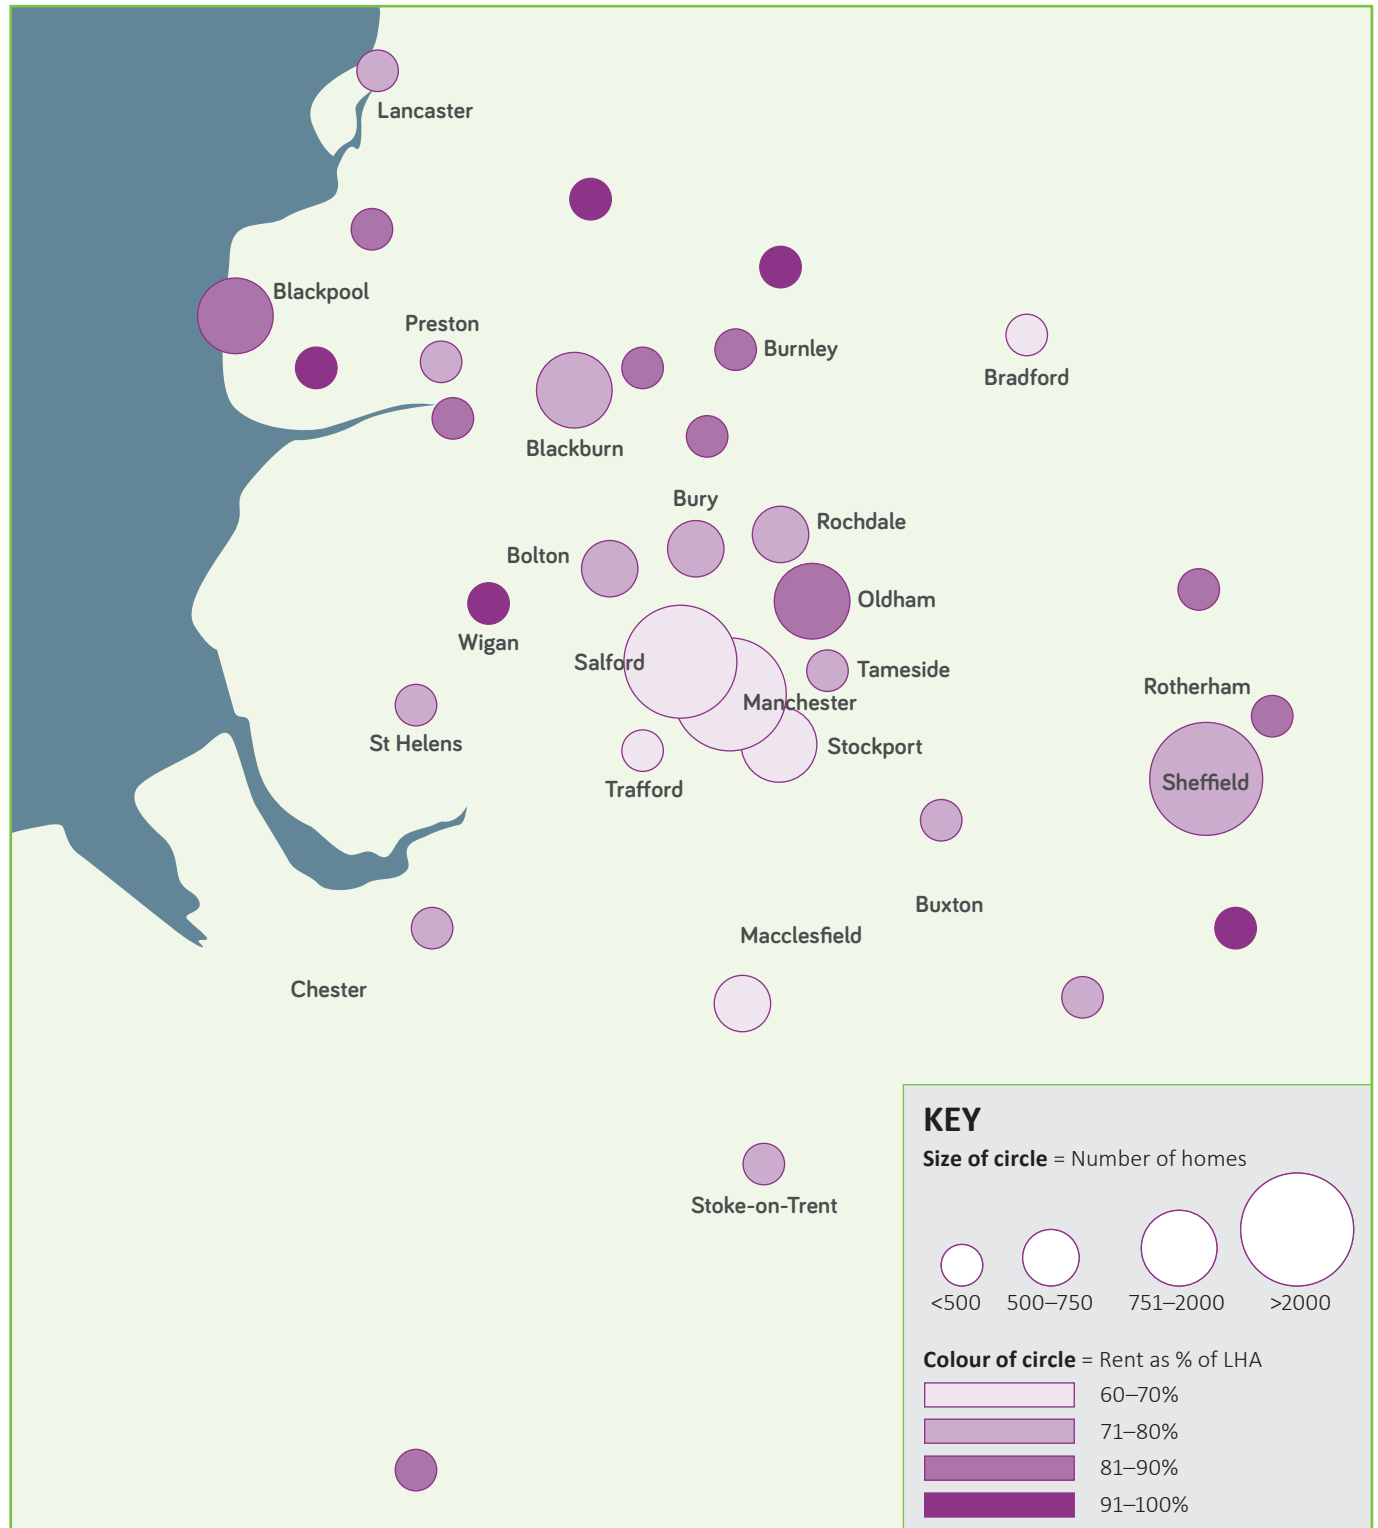 Lancaster
Blackpool
Preston
Burnley
Bradford
Blackburn
Bury
Rochdale
Bolton
Oldham
Wigan
Salford
Tameside
Rotherham
Manchester
St Helens
Stockport
Sheffield
Trafford
Buxton
Macclesfield
Chester
Stoke-on-Trent
KEY
Size of circle = Number of homes
<500 500–750 751–2000 >2000
Colour of circle = Rent as % of LHA
60–70%
71–80%
81–90%
91–100%